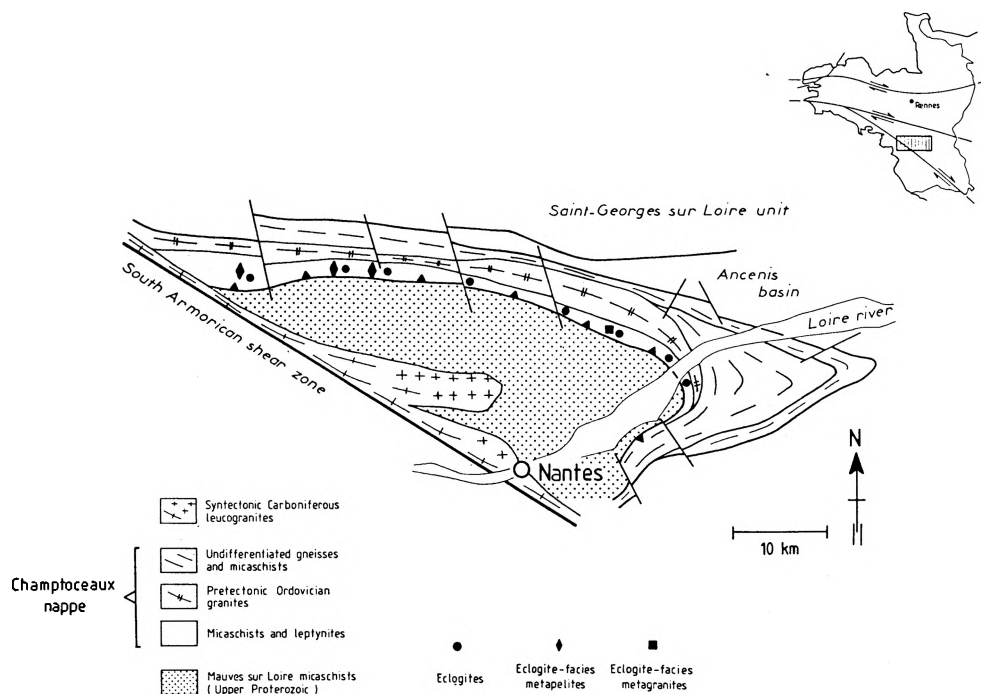 Rennes
Saint-Georges sur Loire unit
Ancenis
basin
Loire river
South Armorican shear zone
Nantes
N
10 km
Syntectonic Carboniferous
leucogranites
Undifferentiated gneisses
and micaschists
Champtoceaux
nappe
Pretectonic Ordovician
granites
Micaschists and leptynites
Mauves sur Loire micaschists
( Upper Proterozoic )
Eclogites
Eclogite-facies
metapelites
Eclogite-facies
metagranites